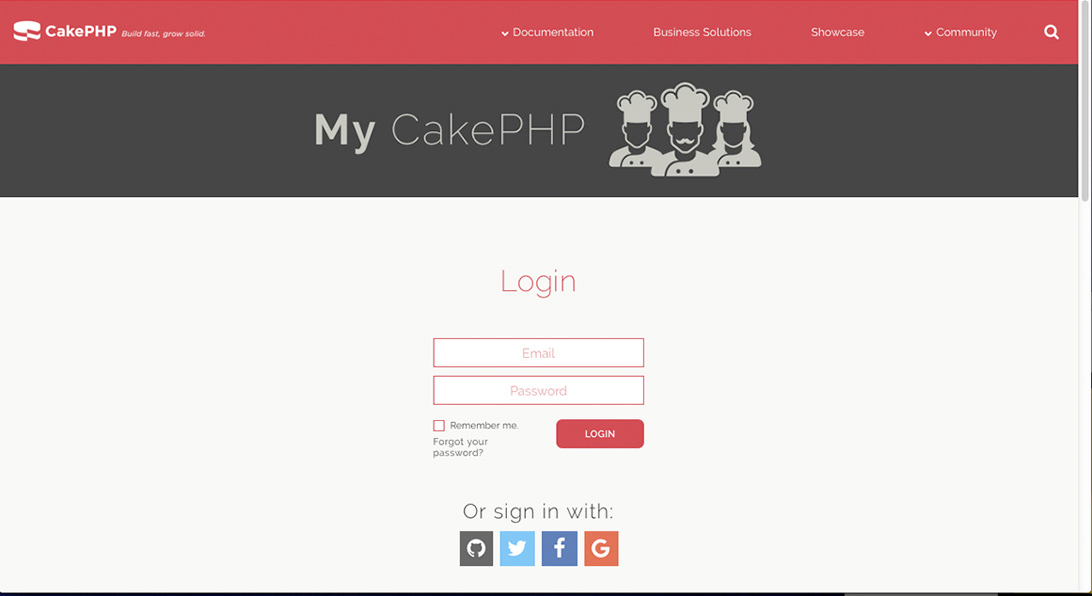 CakePHP Build fast, grow solid.
Documentation
Business Solutions
Showcase
Community
My CakePHP
Login
Email
Password
Remember me.
Forgot your
password?
LOGIN
Or sign in with: